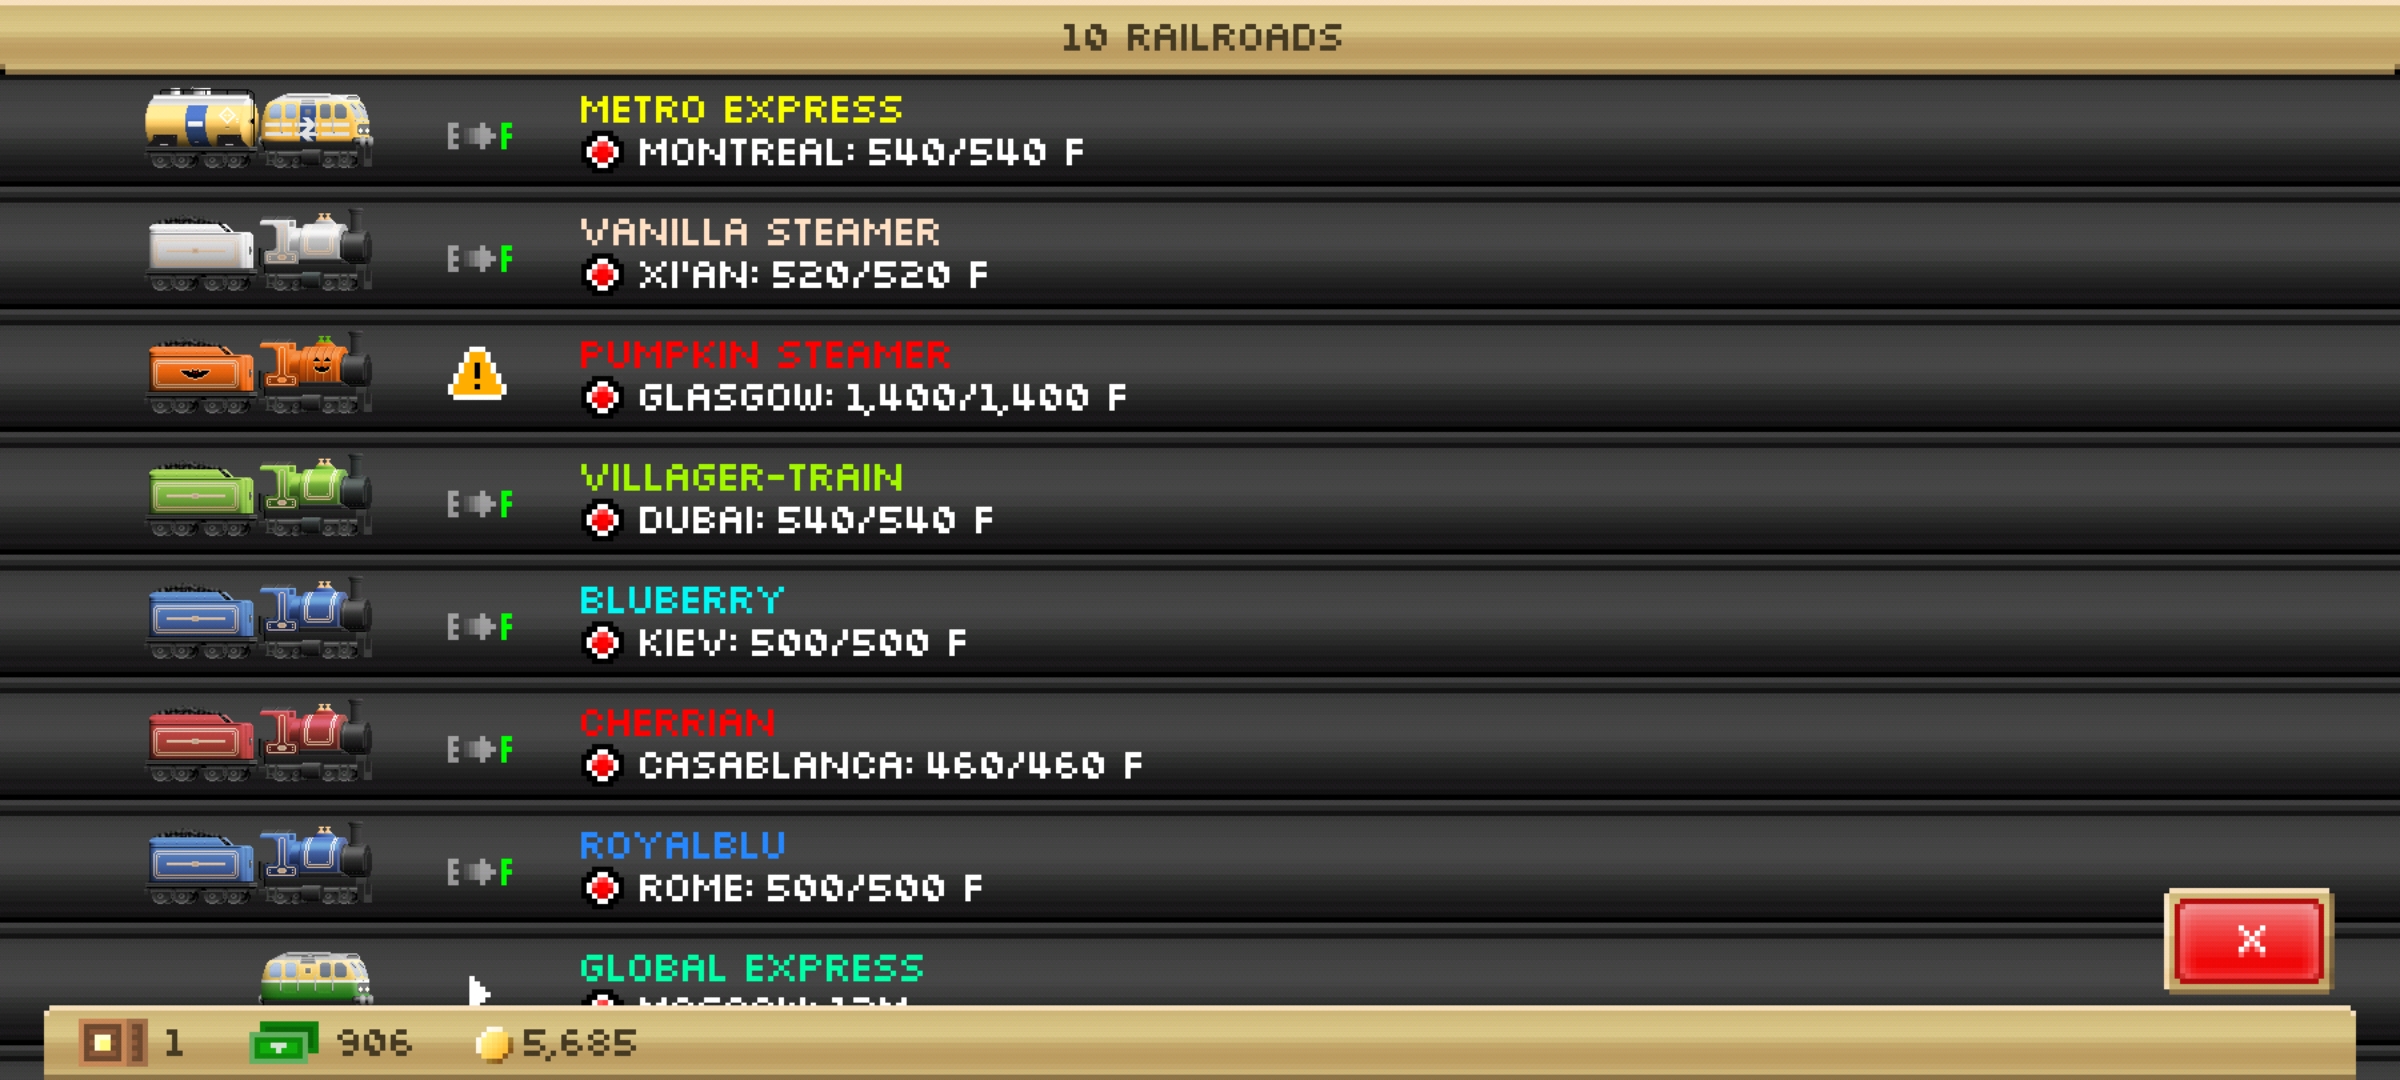 10 RAILROADS
METRO EXPRESS
E F
MONTREAL: 540/540 F
VANILLA STEAMER
E F
XI'AN: 520/520 F
PUMPKIN STEAMER
!
GLASGOW: 1,400/1,400 F
VILLAGER-TRAIN
E F
DUBAI: 540/540 F
BLUBERRY
E F
KIEV: 500/500 F
CHERRIAN
E F
CASABLANCA: 460/460 F
ROYALBLU
E F
ROME: 500/500 F
X
GLOBAL EXPRESS
1 906 5,685